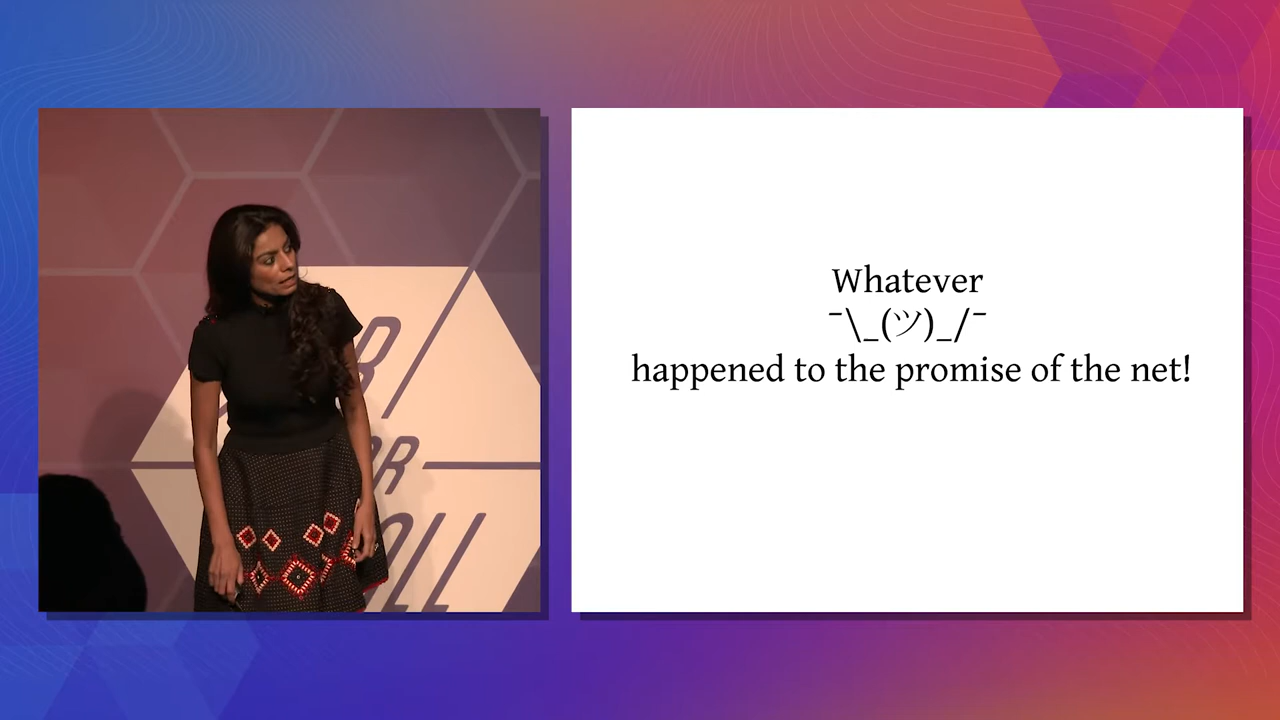 Whatever
¯\_(ツ)_/¯
happened to the promise of the net!